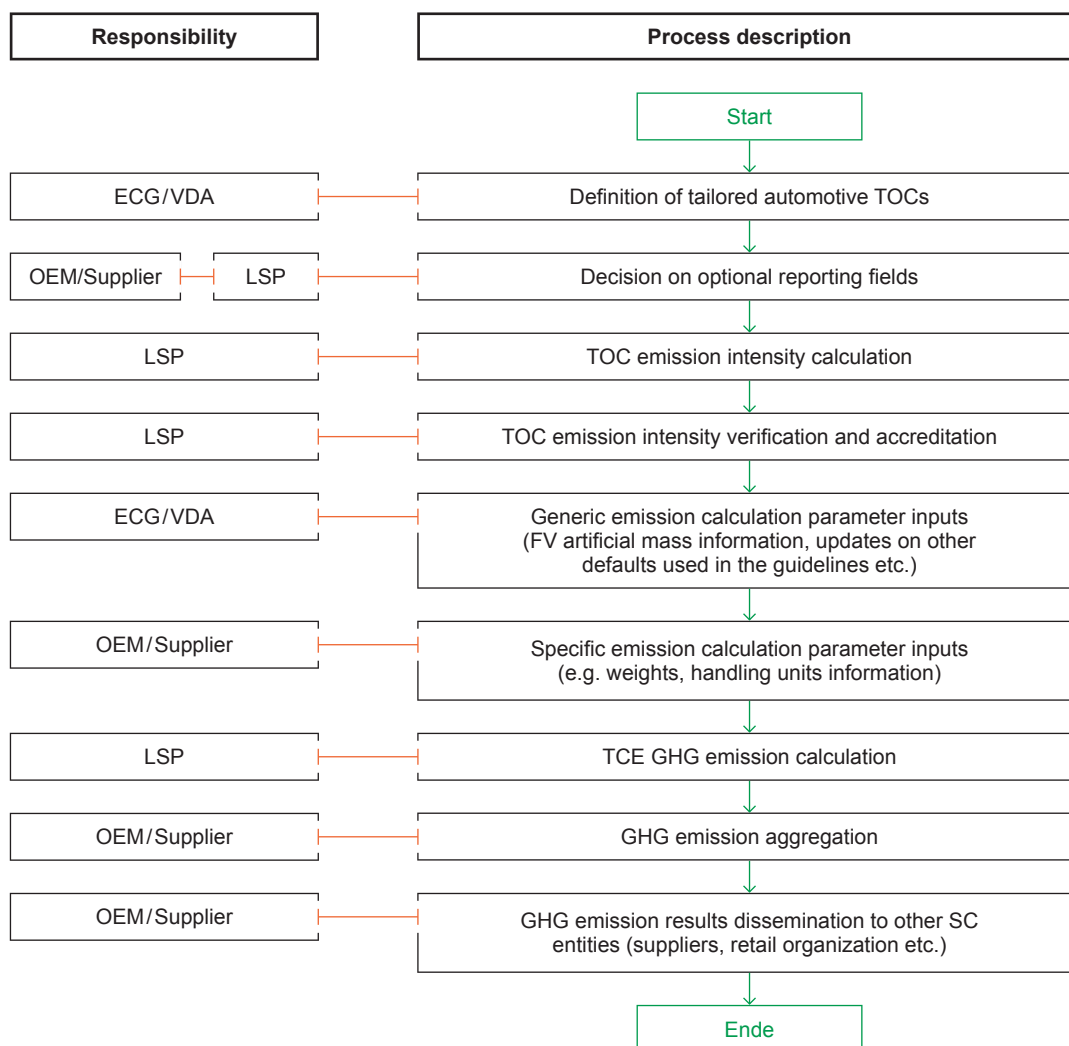 Responsibility
Process description
Start
ECG/VDA
Definition of tailored automotive TOCs
OEM/Supplier
LSP
Decision on optional reporting fields
LSP
TOC emission intensity calculation
LSP
TOC emission intensity verification and accreditation
ECG/VDA
Generic emission calculation parameter inputs
(FV artificial mass information, updates on other
defaults used in the guidelines etc.)
OEM/Supplier
Specific emission calculation parameter inputs
(e.g. weights, handling units information)
LSP
TCE GHG emission calculation
OEM/Supplier
GHG emission aggregation
OEM/Supplier
GHG emission results dissemination to other SC
entities (suppliers, retail organization etc.)
Ende